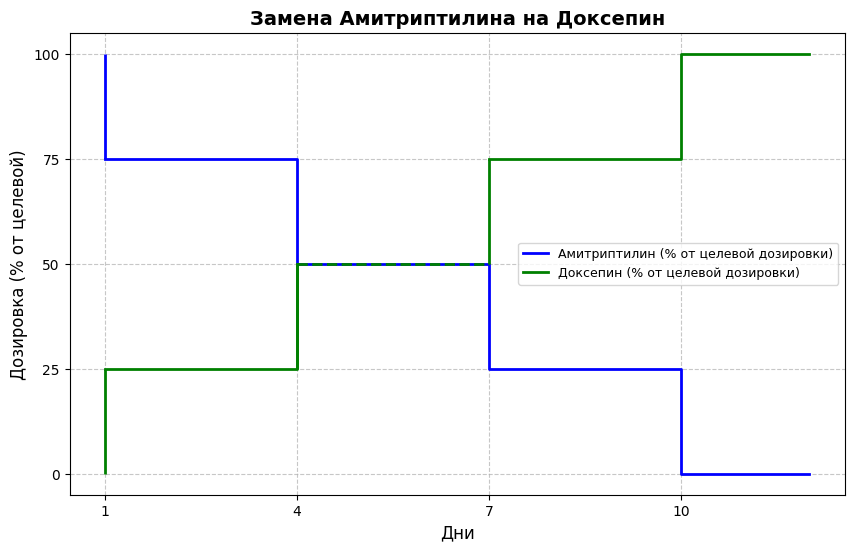 Замена Амитриптилина на Доксепин
Дозировка (% от целевой)
100
75
50
25
0
Амитриптилин (% от целевой дозировки)
Доксепин (% от целевой дозировки)
1
4
7
10
Дни